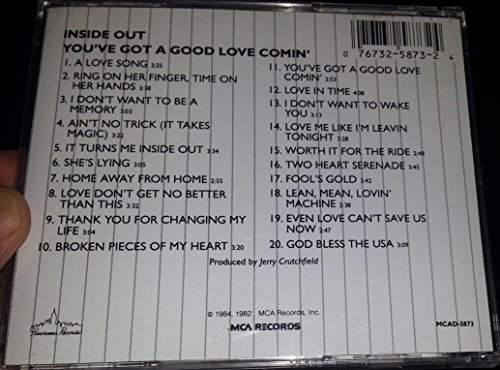 INSIDE OUT
YOU'VE GOT A GOOD LOVE COMIN'
0 76732-5873-2 4
1. A LOVE SONG 3:25
2. RING ON HER FINGER, TIME ON
HER HANDS 3:38
3. I DON'T WANT TO BE A
MEMORY 3:03
4. AIN'T NO TRICK (IT TAKES
MAGIC) 3:22
5. IT TURNS ME INSIDE OUT 3:34
6. SHE'S LYING 3:05
7. HOME AWAY FROM HOME 2:55
8. LOVE DON'T GET NO BETTER
THAN THIS 3:32
9. THANK YOU FOR CHANGING MY
LIFE 3:04
10. BROKEN PIECES OF MY HEART 3:20
11. YOU'VE GOT A GOOD LOVE
COMIN' 2:53
12. LOVE IN TIME 4:08
13. I DON'T WANT TO WAKE
YOU 3:13
14. LOVE ME LIKE I'M LEAVIN
TONIGHT 3:28
15. WORTH IT FOR THE RIDE 2:48
16. TWO HEART SERENADE 3:45
17. FOOL'S GOLD 3:42
18. LEAN, MEAN, LOVIN'
MACHINE 2:38
19. EVEN LOVE CAN'T SAVE US
NOW 2:47
20. GOD BLESS THE USA 3:09
Produced by Jerry Crutchfield
© 1984, 1982 MCA Records, Inc.
Panorama Records
MCA RECORDS
MCAD-5873